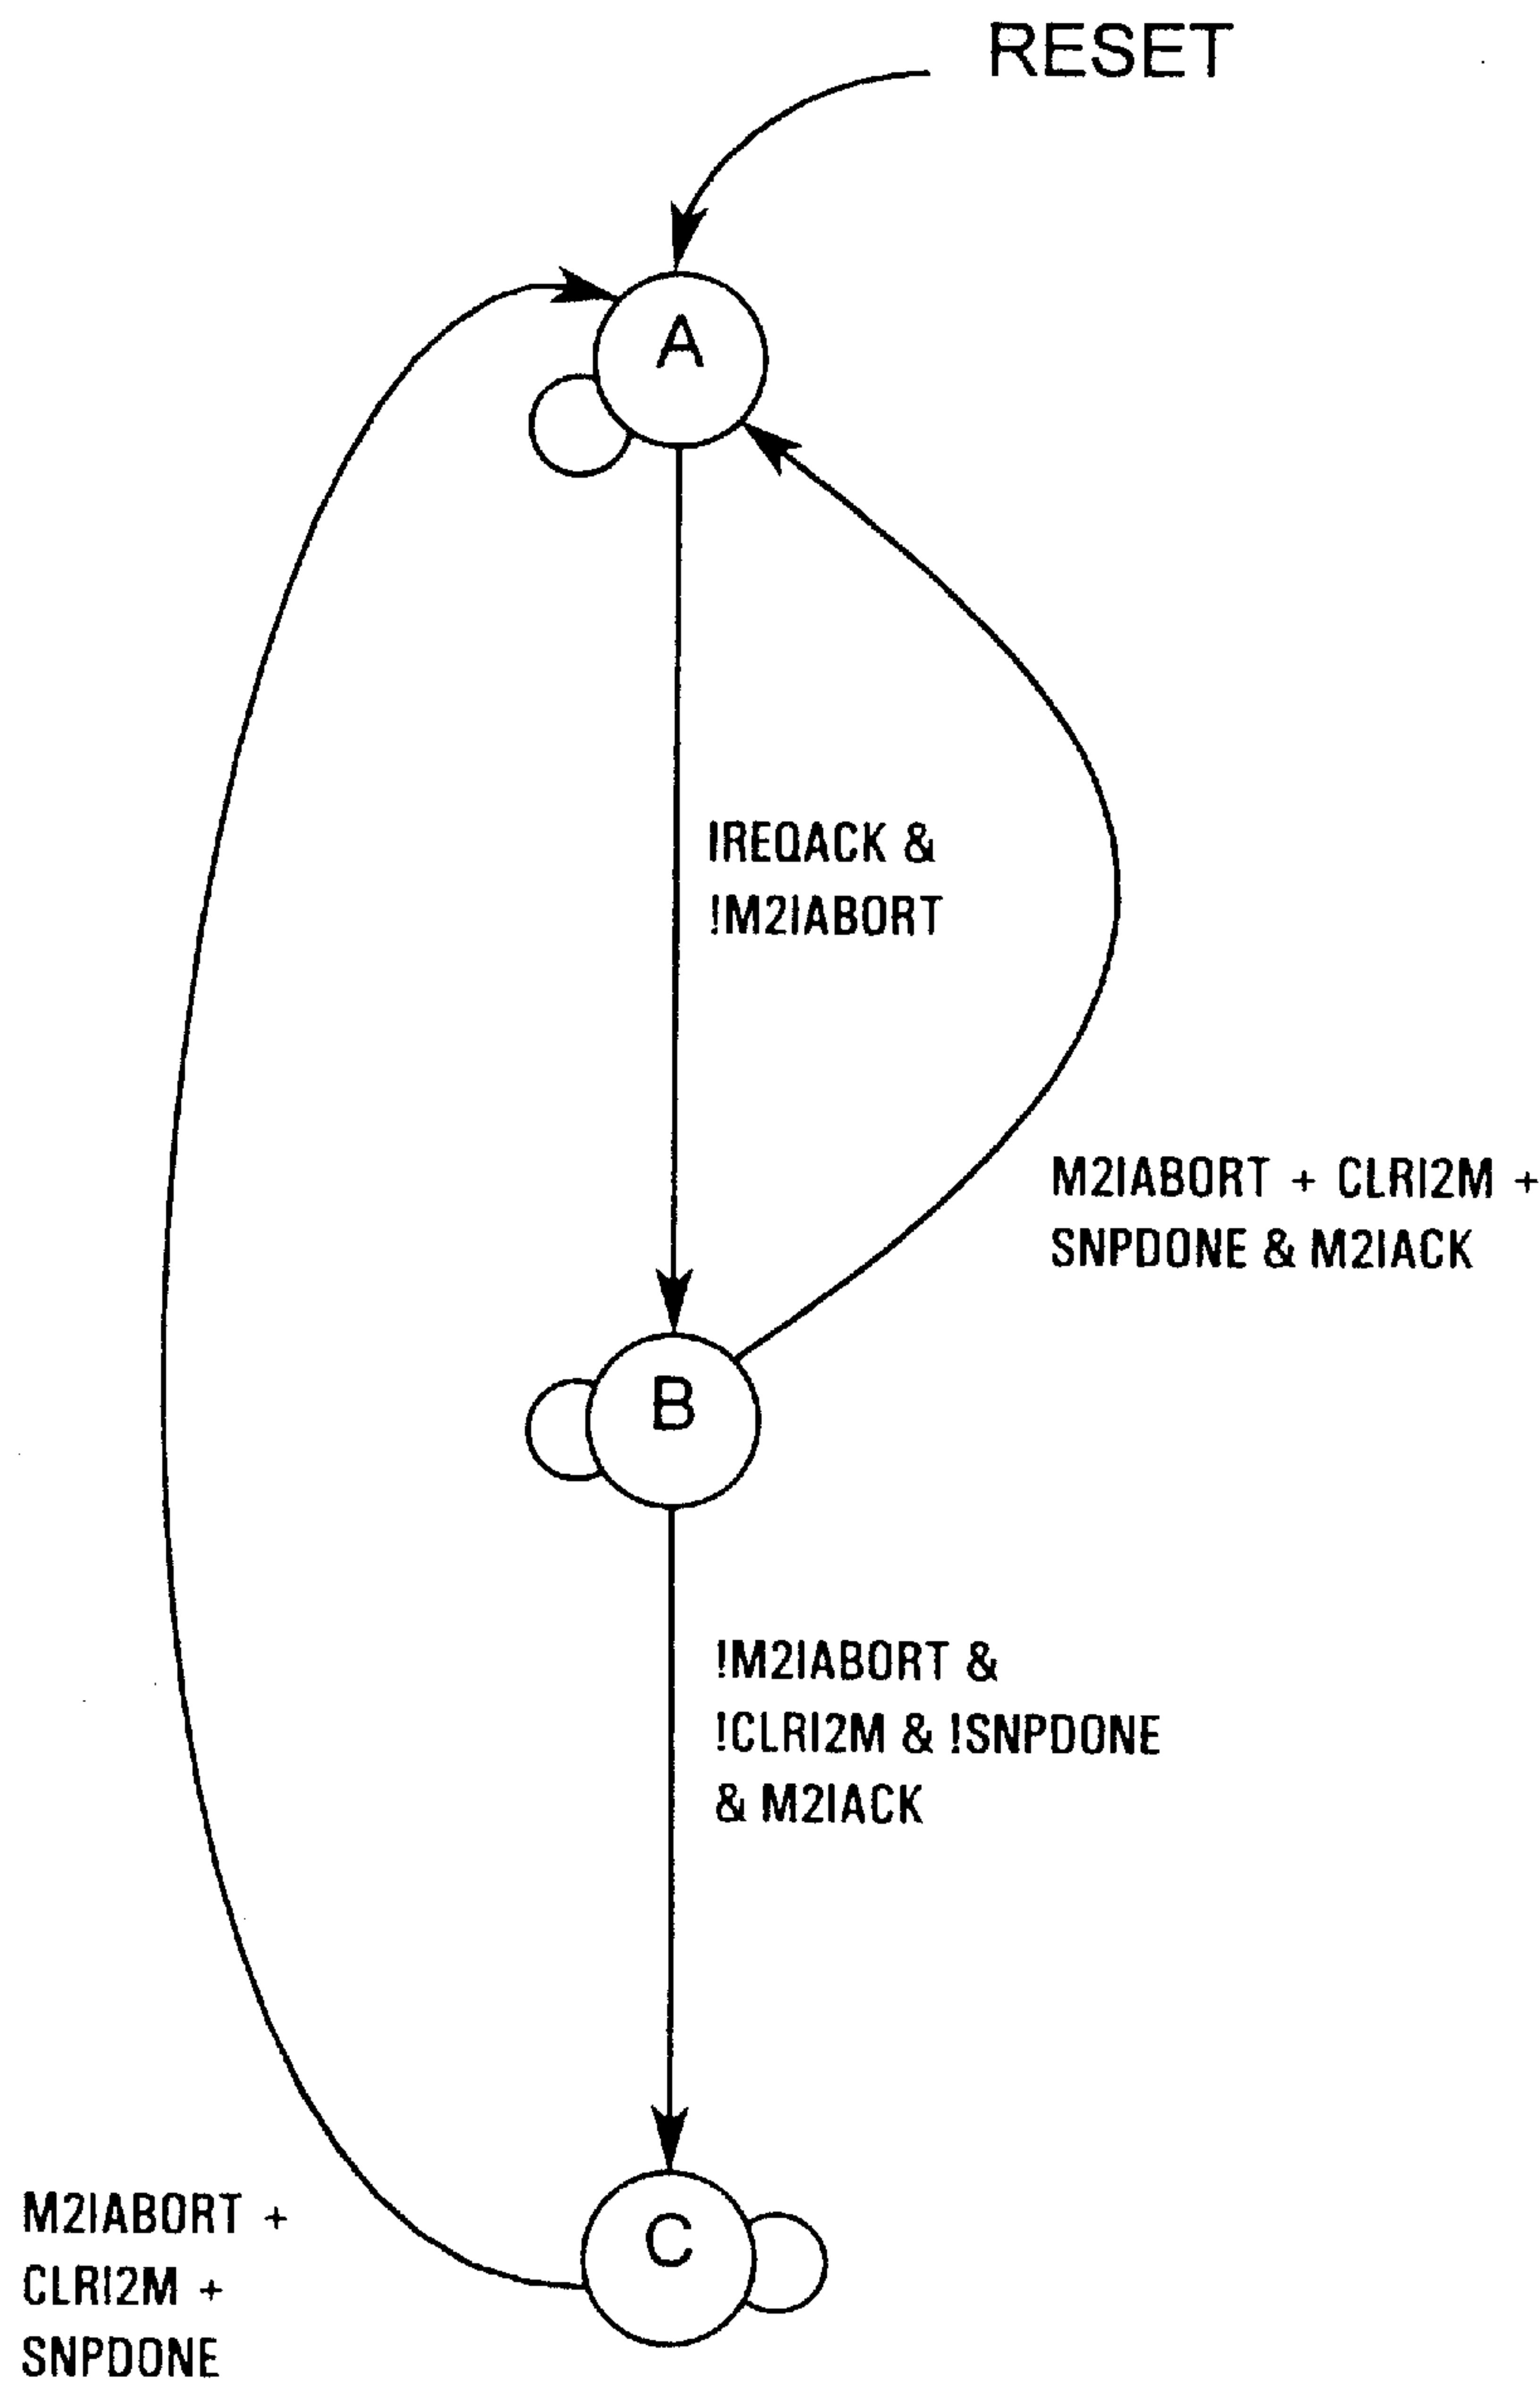 RESET
A
IREQACK &
!M2IABORT
M2IABORT + CLRI2M +
SNPDONE & M2IACK
B
!M2IABORT &
!CLRI2M & !SNPDONE
& M2IACK
C
M2IABORT +
CLRI2M +
SNPDONE